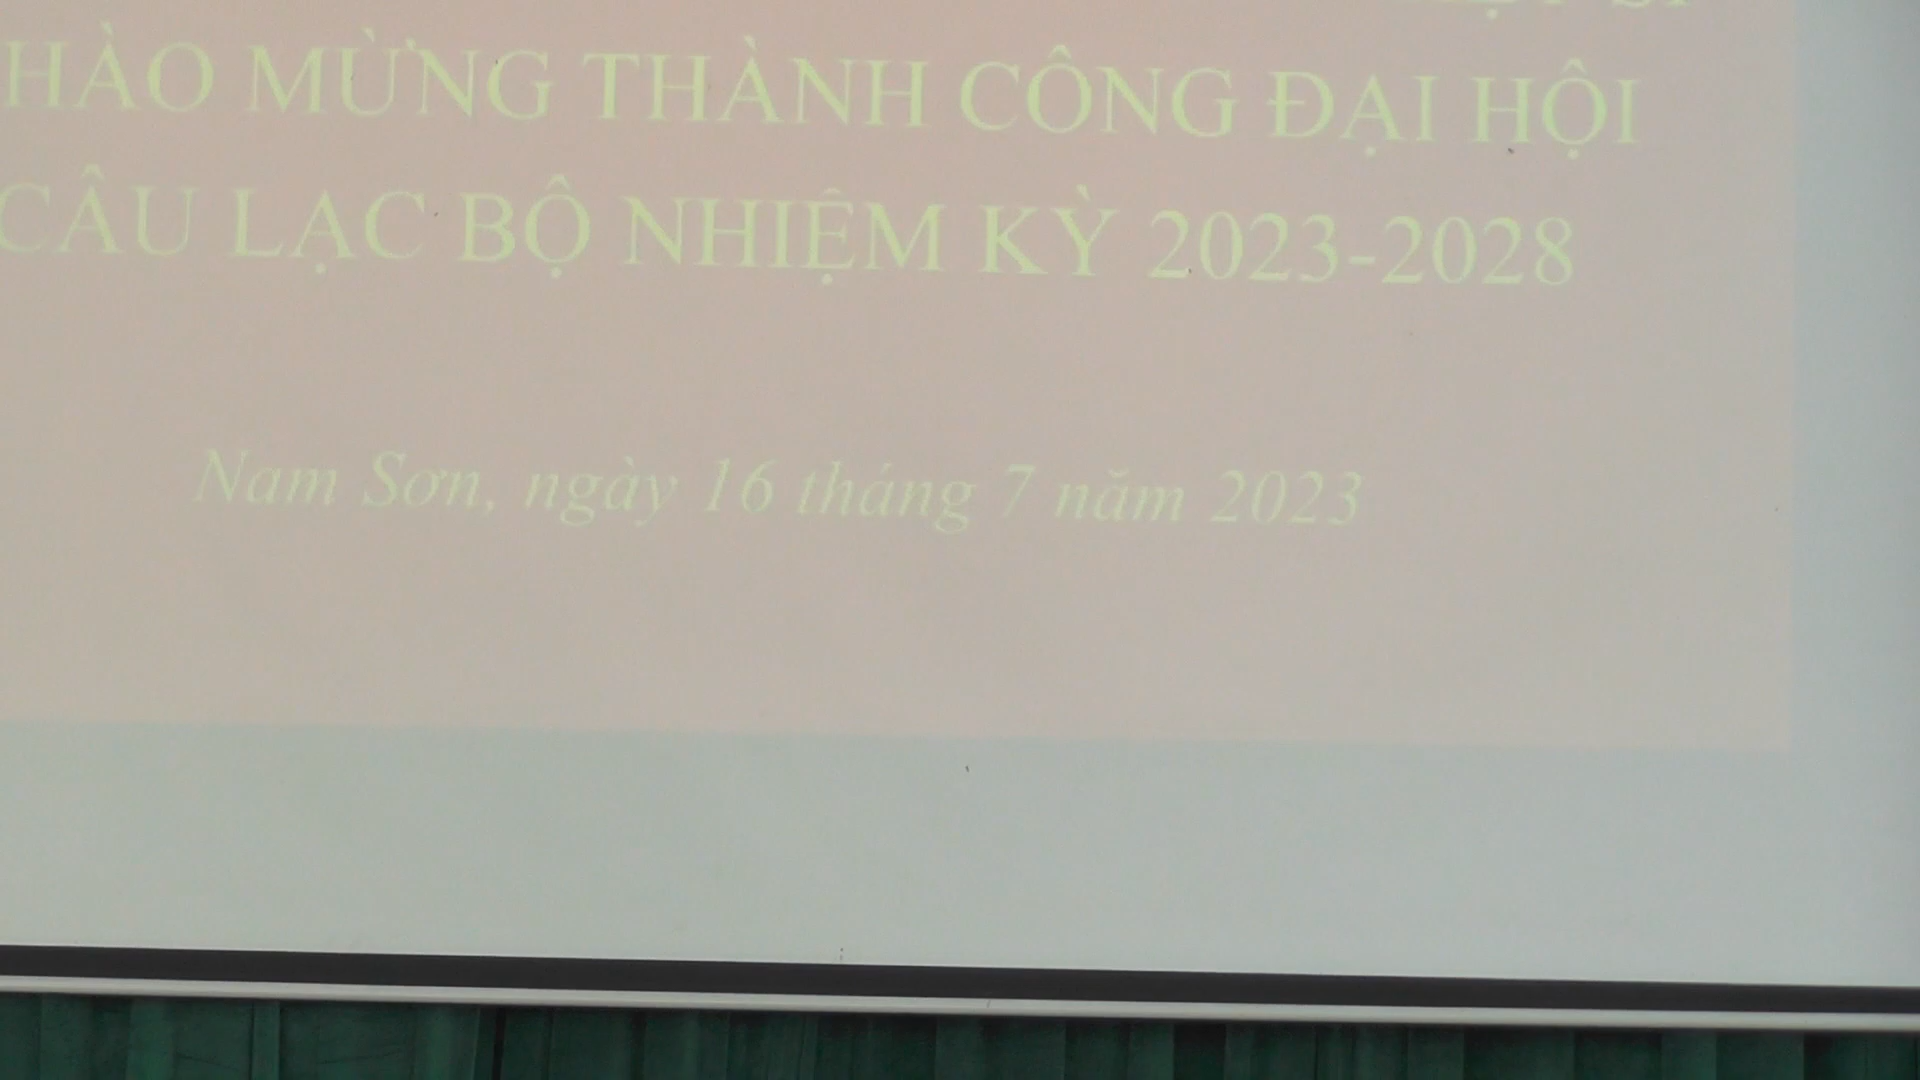 HÀO MỪNG THÀNH CÔNG ĐẠI HỘI
CÂU LẠC BỘ NHIỆM KỲ 2023-2028
Nam Sơn, ngày 16 tháng 7 năm 2023